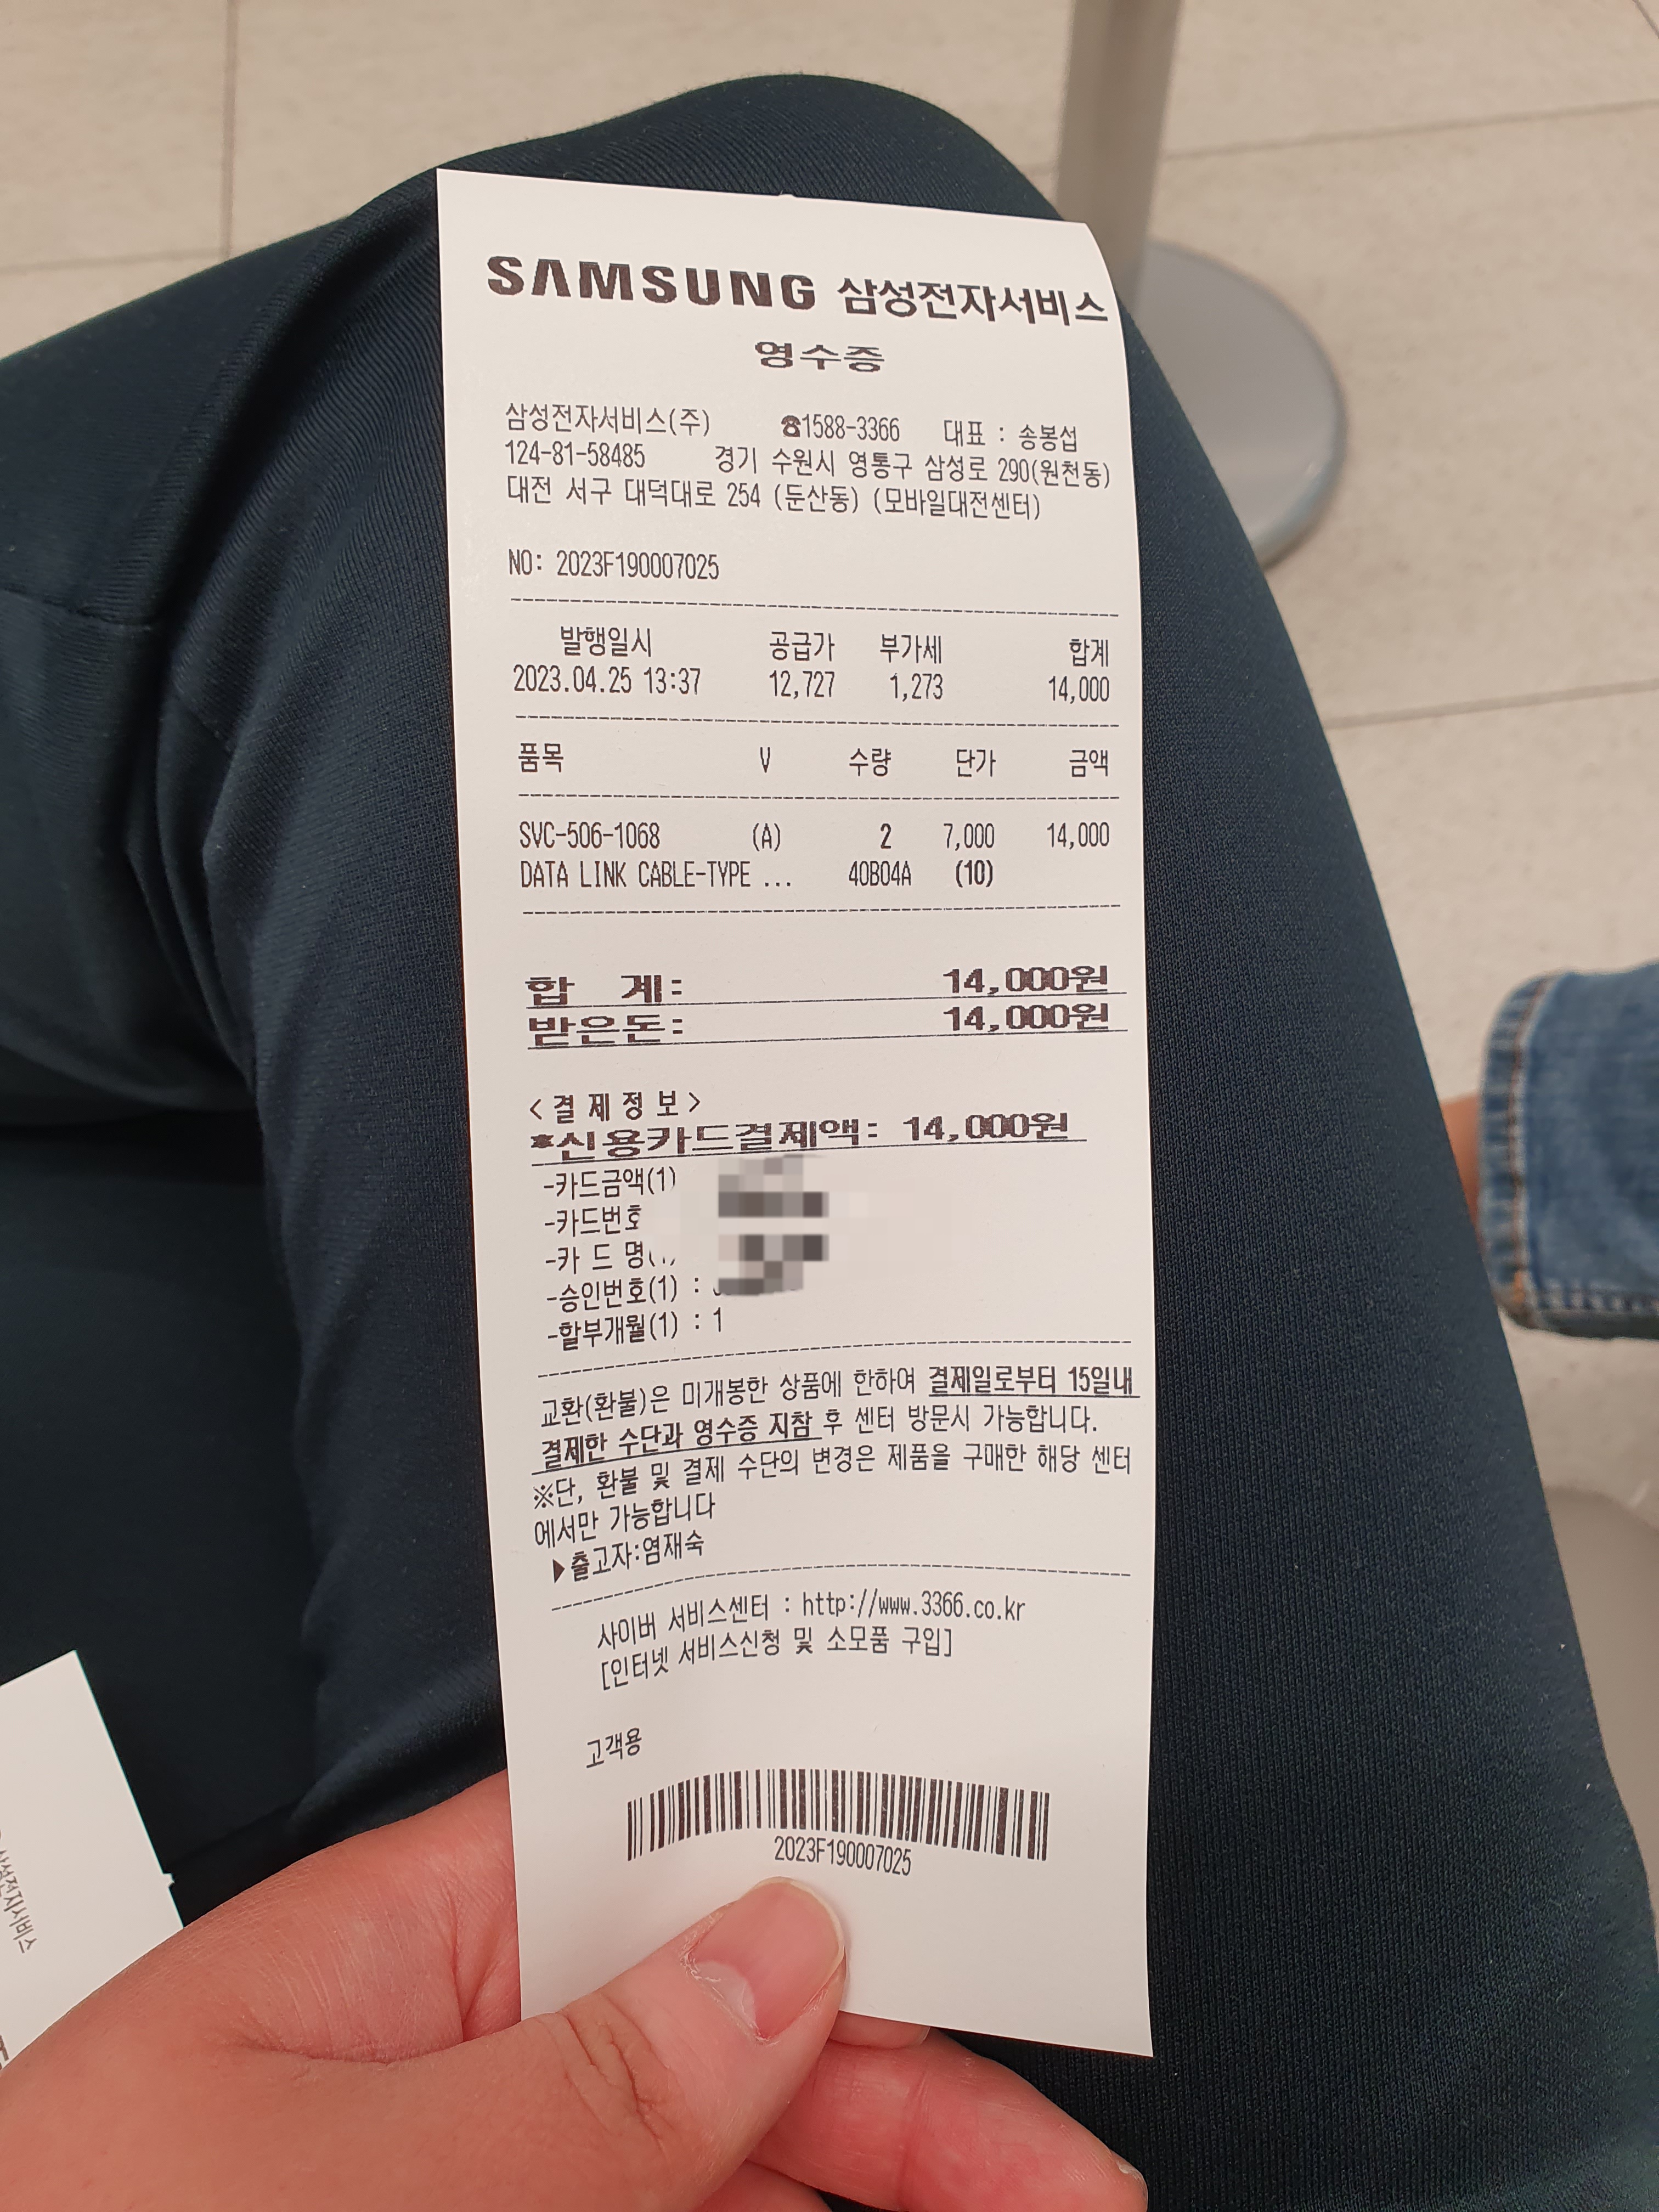 SAMSUNG 삼성전자서비스
영수증
삼성전자서비스(주) ☎1588-3366 대표 : 송봉섭
124-81-58485 경기 수원시 영통구 삼성로 290(원천동)
대전 서구 대덕대로 254 (둔산동) (모바일대전센터)
NO: 2023F190007025
발행일시 공급가 부가세 합계
2023.04.25 13:37 12,727 1,273 14,000
품목 V 수량 단가 금액
SVC-506-1068 (A) 2 7,000 14,000
DATA LINK CABLE-TYPE ... 40B04A (10)
합 계: 14,000원
받은돈: 14,000원
<결제정보>
*신용카드결제액: 14,000원
-카드금액(1)
-카드번호
-카 드 명
-승인번호(1) :
-할부개월(1) : 1
교환(환불)은 미개봉한 상품에 한하여 결제일로부터 15일내
결제한 수단과 영수증 지참 후 센터 방문시 가능합니다.
※단, 환불 및 결제 수단의 변경은 제품을 구매한 해당 센터
에서만 가능합니다
▶출고자:염재숙
사이버 서비스센터 : http://www.3366.co.kr
[인터넷 서비스신청 및 소모품 구입]
고객용
2023F190007025
삼성전자서비스